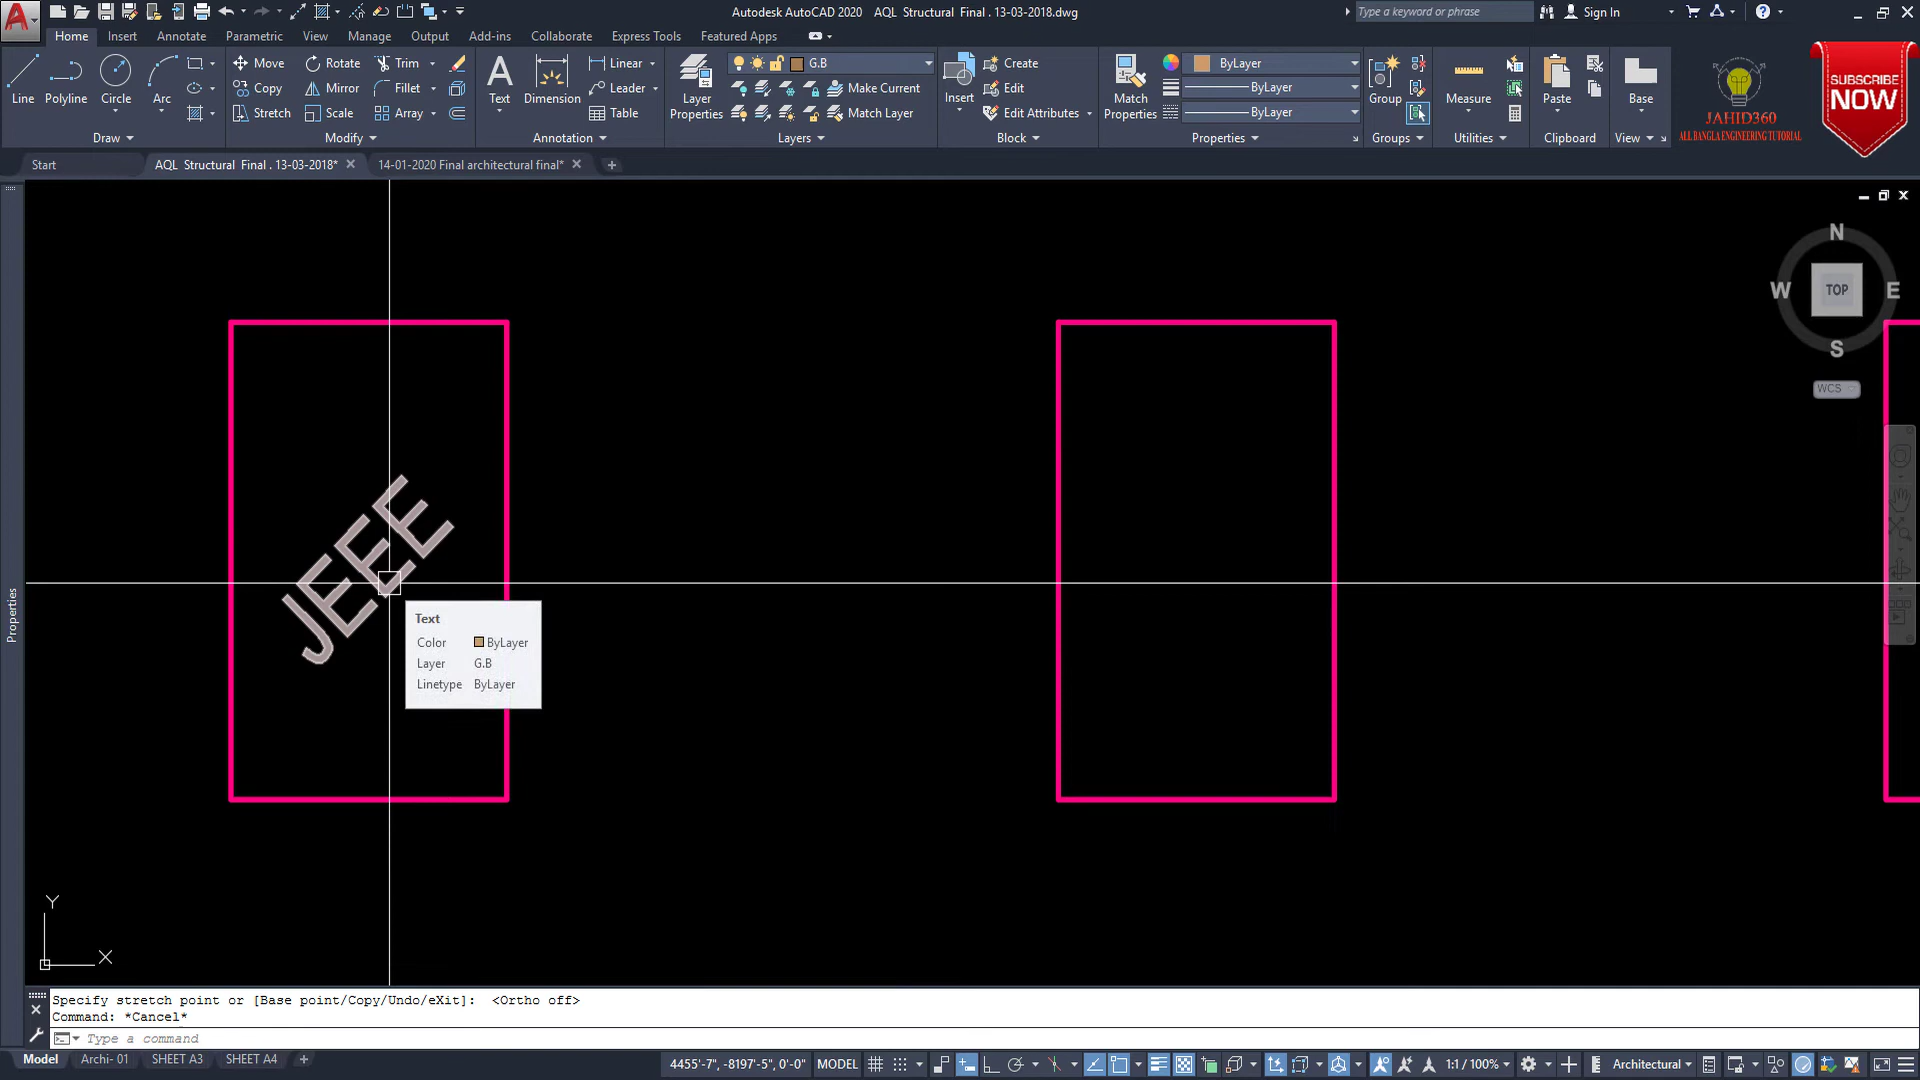 Autodesk AutoCAD 2020 AQL Structural Final . 13-03-2018.dwg
Type a keyword or phrase
Sign In
Home Insert Annotate Parametric View Manage Output Add-ins Collaborate Express Tools Featured Apps
Line Polyline Circle Arc
Move Rotate Trim
Copy Mirror Fillet
Stretch Scale Array
Text Dimension
Linear
Leader
Table
Layer Properties
G.B
Make Current
Match Layer
Insert
Create
Edit
Edit Attributes
Match Properties
ByLayer
ByLayer
ByLayer
Group
Measure
Paste
Base
Draw Modify Annotation Layers Block Properties Groups Utilities Clipboard View
JAHID360
ALL BANGLA ENGINEERING TUTORIAL
SUBSCRIBE
NOW
Start AQL Structural Final . 13-03-2018* 14-01-2020 Final architectural final*
N
W TOP E
S
WCS
JEEE
Text
Color ByLayer
Layer G.B
Linetype ByLayer
Properties
Y
X
Specify stretch point or [Base point/Copy/Undo/eXit]: <Ortho off>
Command: *Cancel*
Type a command
Model Archi- 01 SHEET A3 SHEET A4
4455'-7", -8197'-5", 0'-0" MODEL 1:1 / 100% Architectural